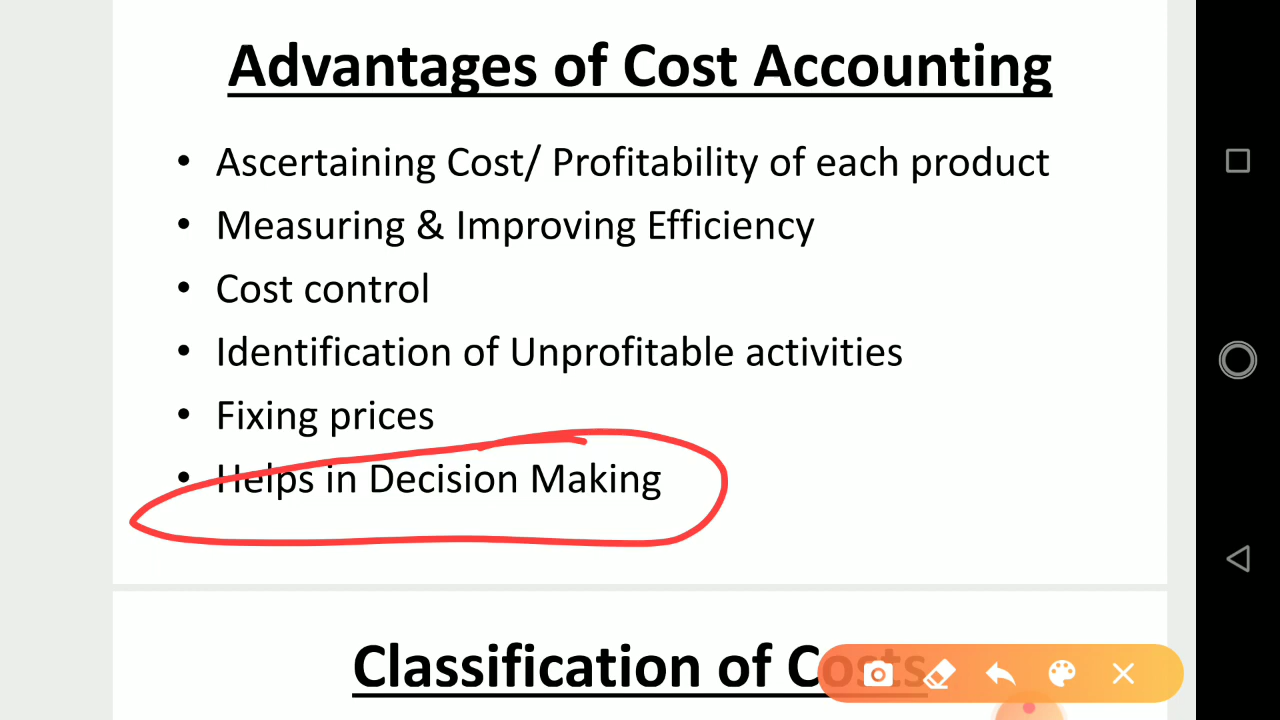 Advantages of Cost Accounting
• Ascertaining Cost/ Profitability of each product
• Measuring & Improving Efficiency
• Cost control
• Identification of Unprofitable activities
• Fixing prices
• Helps in Decision Making
Classification of Costs